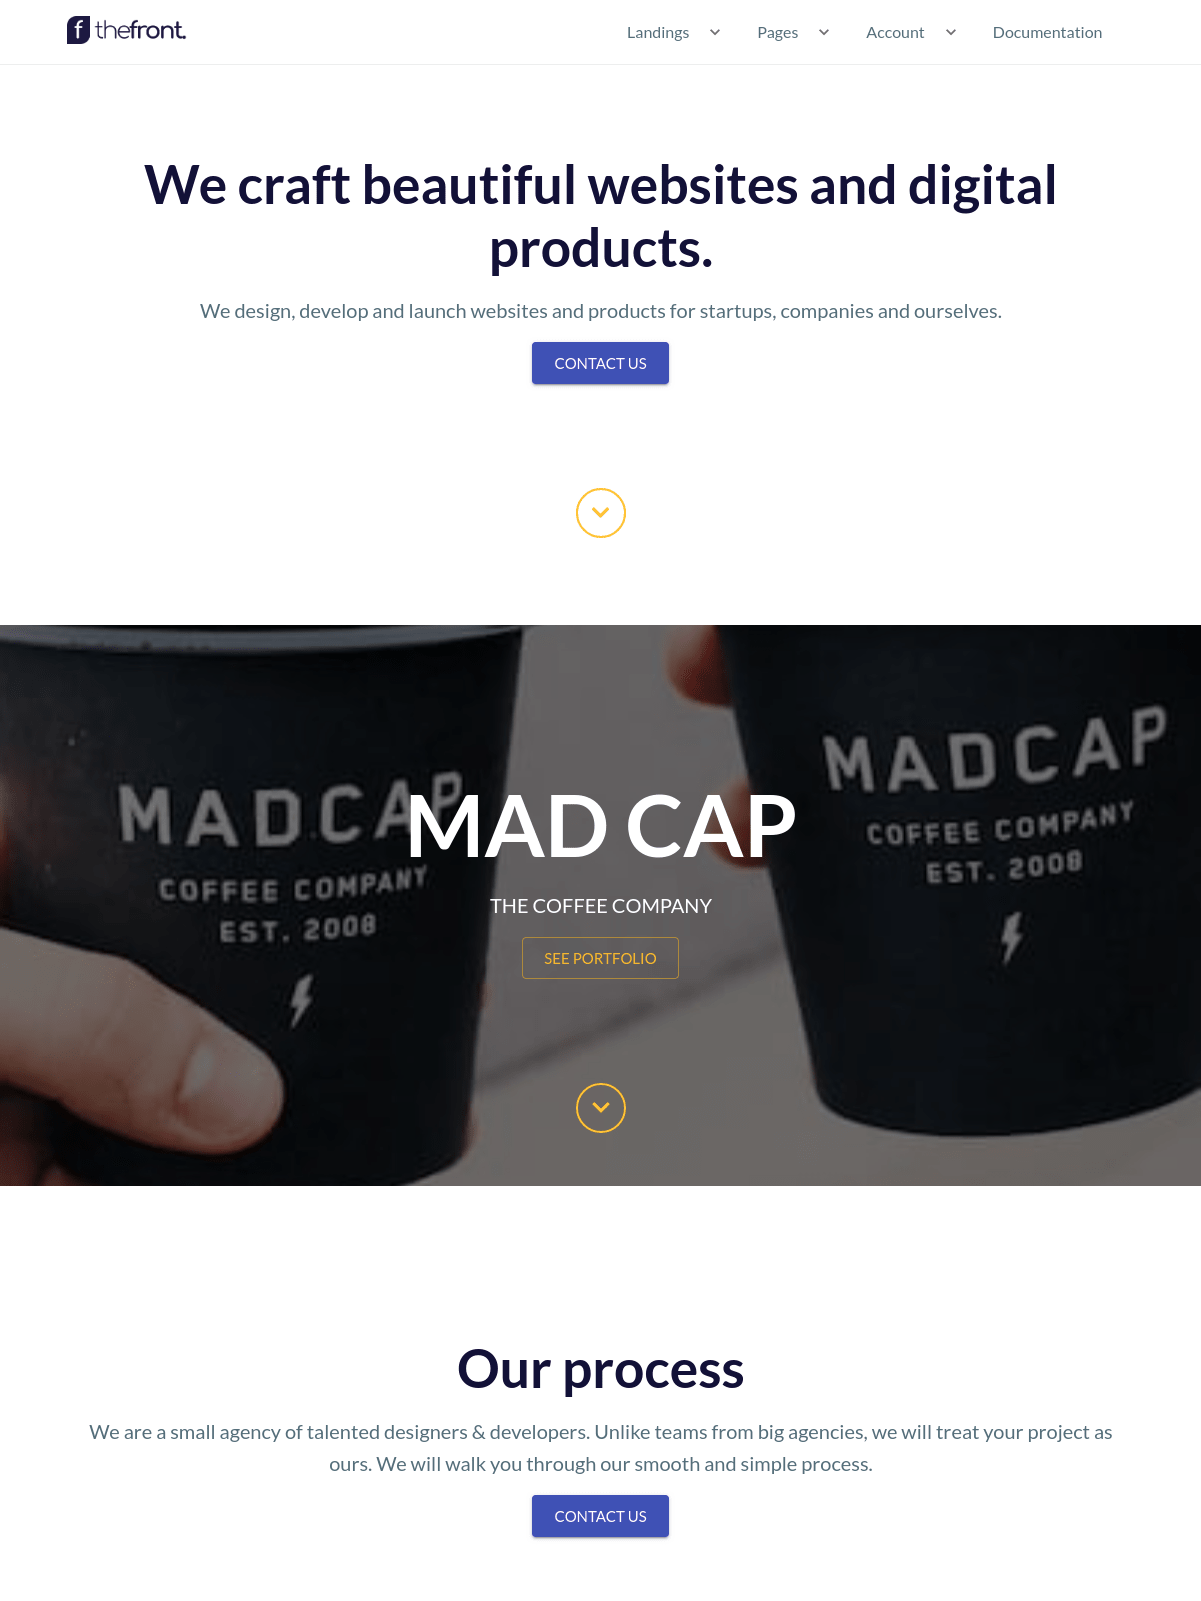 f thefront.
Landings Pages Account Documentation
We craft beautiful websites and digital
products.
We design, develop and launch websites and products for startups, companies and ourselves.
CONTACT US
MADCAP
COFFEE COMPANY
EST. 2008
MADCAP
COFFEE COMPANY
EST. 2008
MAD CAP
THE COFFEE COMPANY
SEE PORTFOLIO
Our process
We are a small agency of talented designers & developers. Unlike teams from big agencies, we will treat your project as
ours. We will walk you through our smooth and simple process.
CONTACT US